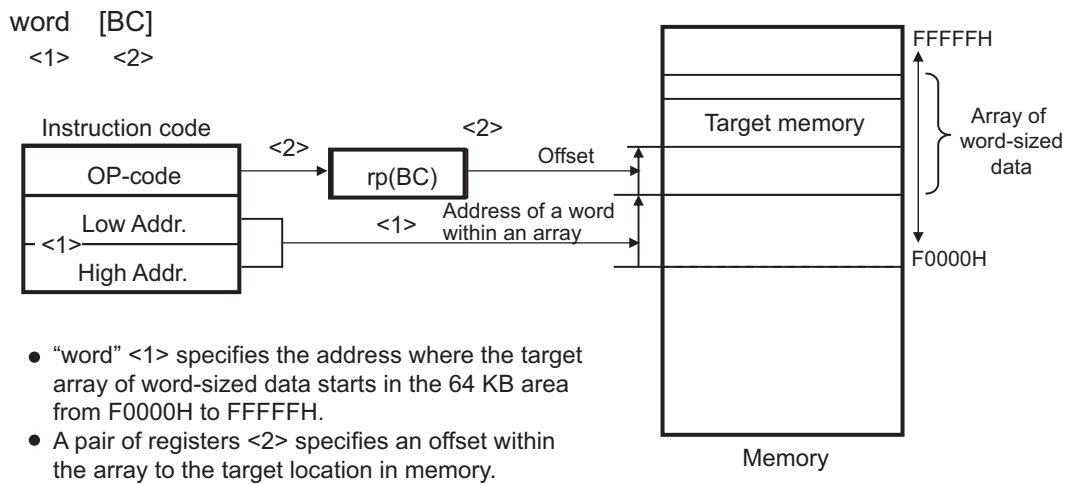 word [BC]
<1> <2>
FFFFFH
Array of
word-sized
data
Target memory
Instruction code
<2>
<2>
OP-code
rp(BC)
Offset
Low Addr.
<1>
High Addr.
<1>
Address of a word
within an array
F0000H
● “word” <1> specifies the address where the target
array of word-sized data starts in the 64 KB area
from F0000H to FFFFFH.
● A pair of registers <2> specifies an offset within
the array to the target location in memory.
Memory